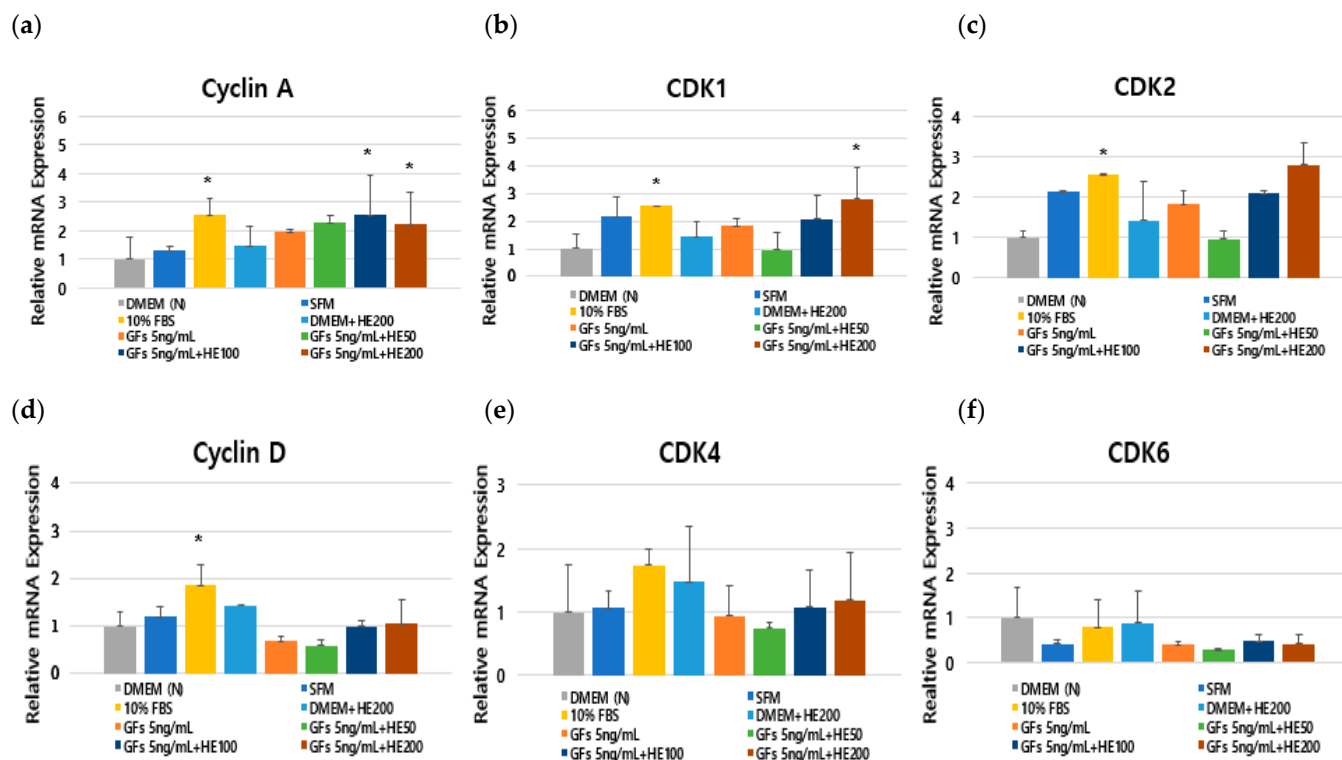 (a)
(b)
(c)
Cyclin A
Relative mRNA Expression
6
5
4
3
2
1
0
*
*
*
DMEM (N)
SFM
10% FBS
DMEM+HE200
GFs 5ng/mL
GFs 5ng/mL+HE50
GFs 5ng/mL+HE100
GFs 5ng/mL+HE200
CDK1
Relative mRNA Expression
6
5
4
3
2
1
0
*
*
DMEM (N)
SFM
10% FBS
DMEM+HE200
GFs 5ng/mL
GFs 5ng/mL+HE50
GFs 5ng/mL+HE100
GFs 5ng/mL+HE200
CDK2
Realtive mRNA Expression
4
3
2
1
0
*
DMEM (N)
SFM
10% FBS
DMEM+HE200
GFs 5ng/mL
GFs 5ng/mL+HE50
GFs 5ng/mL+HE100
GFs 5ng/mL+HE200
(d)
(e)
(f)
Cyclin D
Relative mRNA Expression
4
3
2
1
0
*
DMEM (N)
SFM
10% FBS
DMEM+HE200
GFs 5ng/mL
GFs 5ng/mL+HE50
GFs 5ng/mL+HE100
GFs 5ng/mL+HE200
CDK4
Relative mRNA Expression
3
2
1
0
DMEM (N)
SFM
10% FBS
DMEM+HE200
GFs 5ng/mL
GFs 5ng/mL+HE50
GFs 5ng/mL+HE100
GFs 5ng/mL+HE200
CDK6
Realtive mRNA Expression
4
3
2
1
0
DMEM (N)
SFM
10% FBS
DMEM+HE200
GFs 5ng/mL
GFs 5ng/mL+HE50
GFs 5ng/mL+HE100
GFs 5ng/mL+HE200